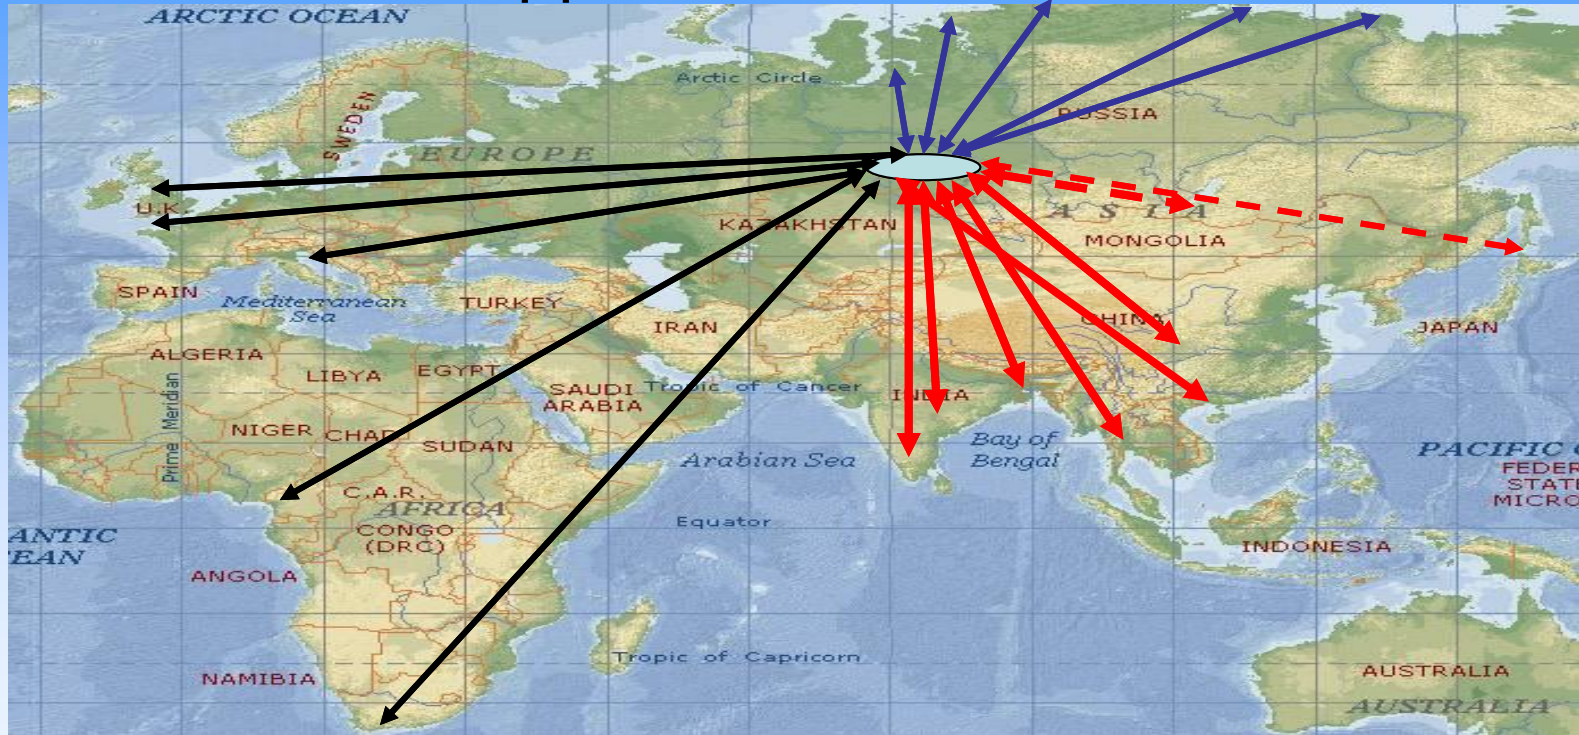 ARCTIC OCEAN
Arctic Circle
RUSSIA
SWEDEN
EUROPE
U.K.
ASIA
KAZAKHSTAN
MONGOLIA
SPAIN
Mediterranean
Sea
TURKEY
IRAN
CHINA
JAPAN
ALGERIA
LIBYA
EGYPT
SAUDI
ARABIA
Tropic of Cancer
INDIA
Prime Meridian
NIGER
CHAD
SUDAN
Arabian Sea
Bay of
Bengal
PACIFIC O
FEDER
STAT
MICRO
C.A.R.
AFRICA
CONGO
(DRC)
Equator
ANTIC
EAN
INDONESIA
ANGOLA
NAMIBIA
Tropic of Capricorn
AUSTRALIA
AUSTRALIA